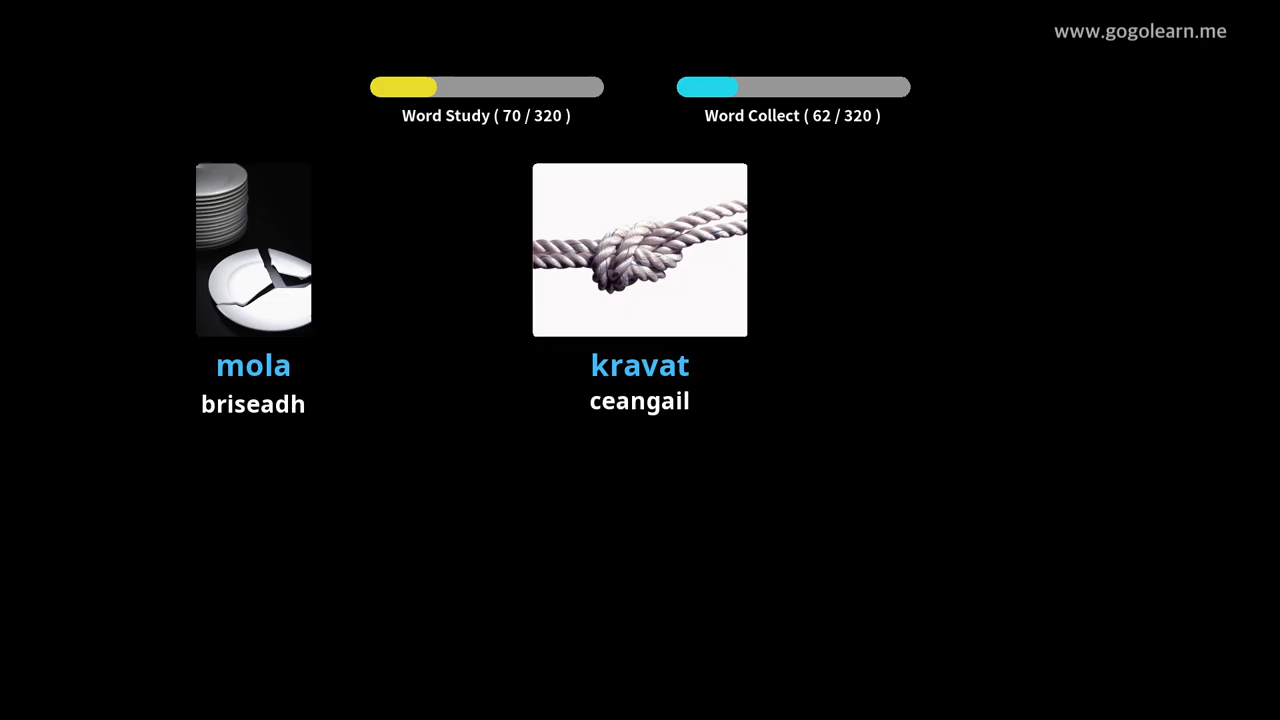 www.gogolearn.me
Word Study ( 70 / 320 )
Word Collect ( 62 / 320 )
mola
briseadh
kravat
ceangail